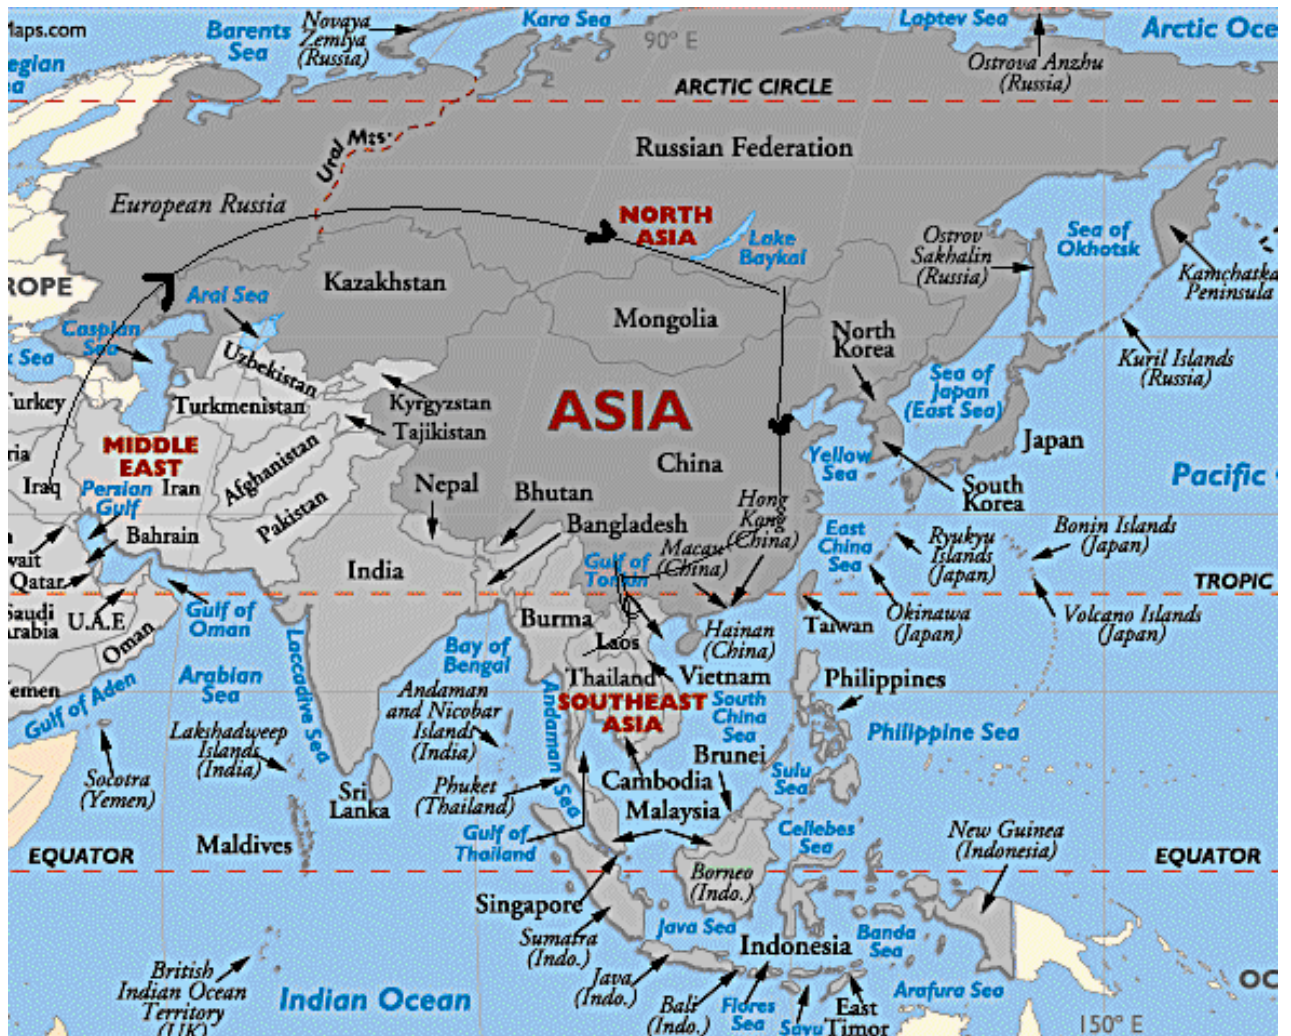 Maps.com
Barents
Sea
Novaya
Zemlya
(Russia)
Kara Sea
90° E
Laptev Sea
Ostrova Anzhu
(Russia)
Arctic Oce
egian
a
ARCTIC CIRCLE
Ural Mts.
Russian Federation
European Russia
NORTH
ASIA
Lake
Baykal
Ostrov
Sakhalin
(Russia)
Sea of
Okhotsk
Kamchatka
Peninsula
ROPE
Kazakhstan
Aral Sea
Caspian
Sea
k Sea
Mongolia
North
Korea
Kuril Islands
(Russia)
Uzbekistan
Turkey
Turkmenistan
Kyrgyzstan
Tajikistan
ASIA
Sea of
Japan
(East Sea)
Japan
MIDDLE
EAST
ria
Iraq
Persian
Gulf
Iran
Afghanistan
Pakistan
China
Yellow
Sea
South
Korea
Pacific
Nepal
Bhutan
Bangladesh
Hong
Kong
(China)
Macau
(China)
East
China
Sea
Ryukyu
Islands
(Japan)
Bonin Islands
(Japan)
wait
Bahrain
Qatar
India
Gulf of
Tonkin
TROPIC
Saudi
Arabia
U.A.E.
Oman
Gulf of
Oman
Burma
Laos
Hainan
(China)
Taiwan
Okinawa
(Japan)
Volcano Islands
(Japan)
Yemen
Gulf of Aden
Arabian
Sea
Laccadive Sea
Bay of
Bengal
Thailand
Vietnam
Philippines
SOUTHEAST
ASIA
South
China
Sea
Philippine Sea
Lakshadweep
Islands
(India)
Andaman
and Nicobar
Islands
(India)
Andaman Sea
Socotra
(Yemen)
Sri
Lanka
Phuket
(Thailand)
Cambodia
Brunei
Sulu
Sea
Maldives
Gulf of
Thailand
Malaysia
Cellebes
Sea
New Guinea
(Indonesia)
EQUATOR
EQUATOR
Borneo
(Indo.)
Singapore
Sumatra
(Indo.)
Java Sea
Indonesia
Banda
Sea
British
Indian Ocean
Territory
(UK)
Indian Ocean
Java
(Indo.)
Bali
(Indo.)
Flores
Sea
Savu
East
Timor
Arafura Sea
OC
150° E